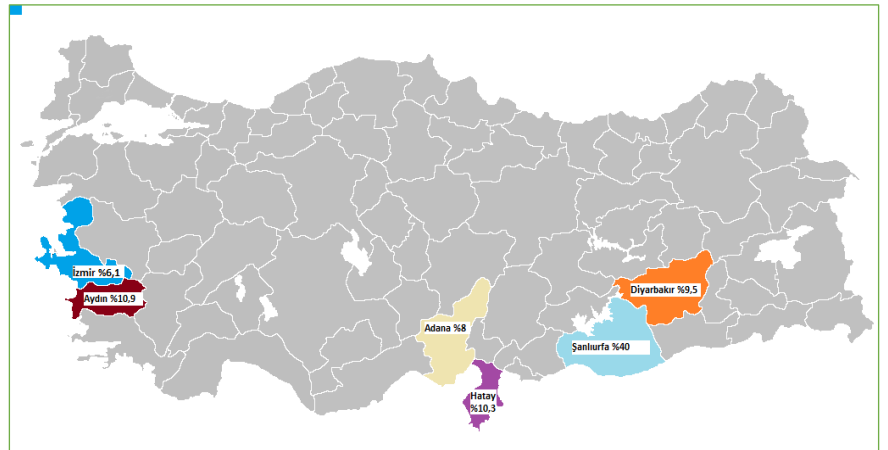 İzmir %6,1
Aydın %10,9
Adana %8
Hatay
%10,3
Şanlıurfa %40
Diyarbakır %9,5